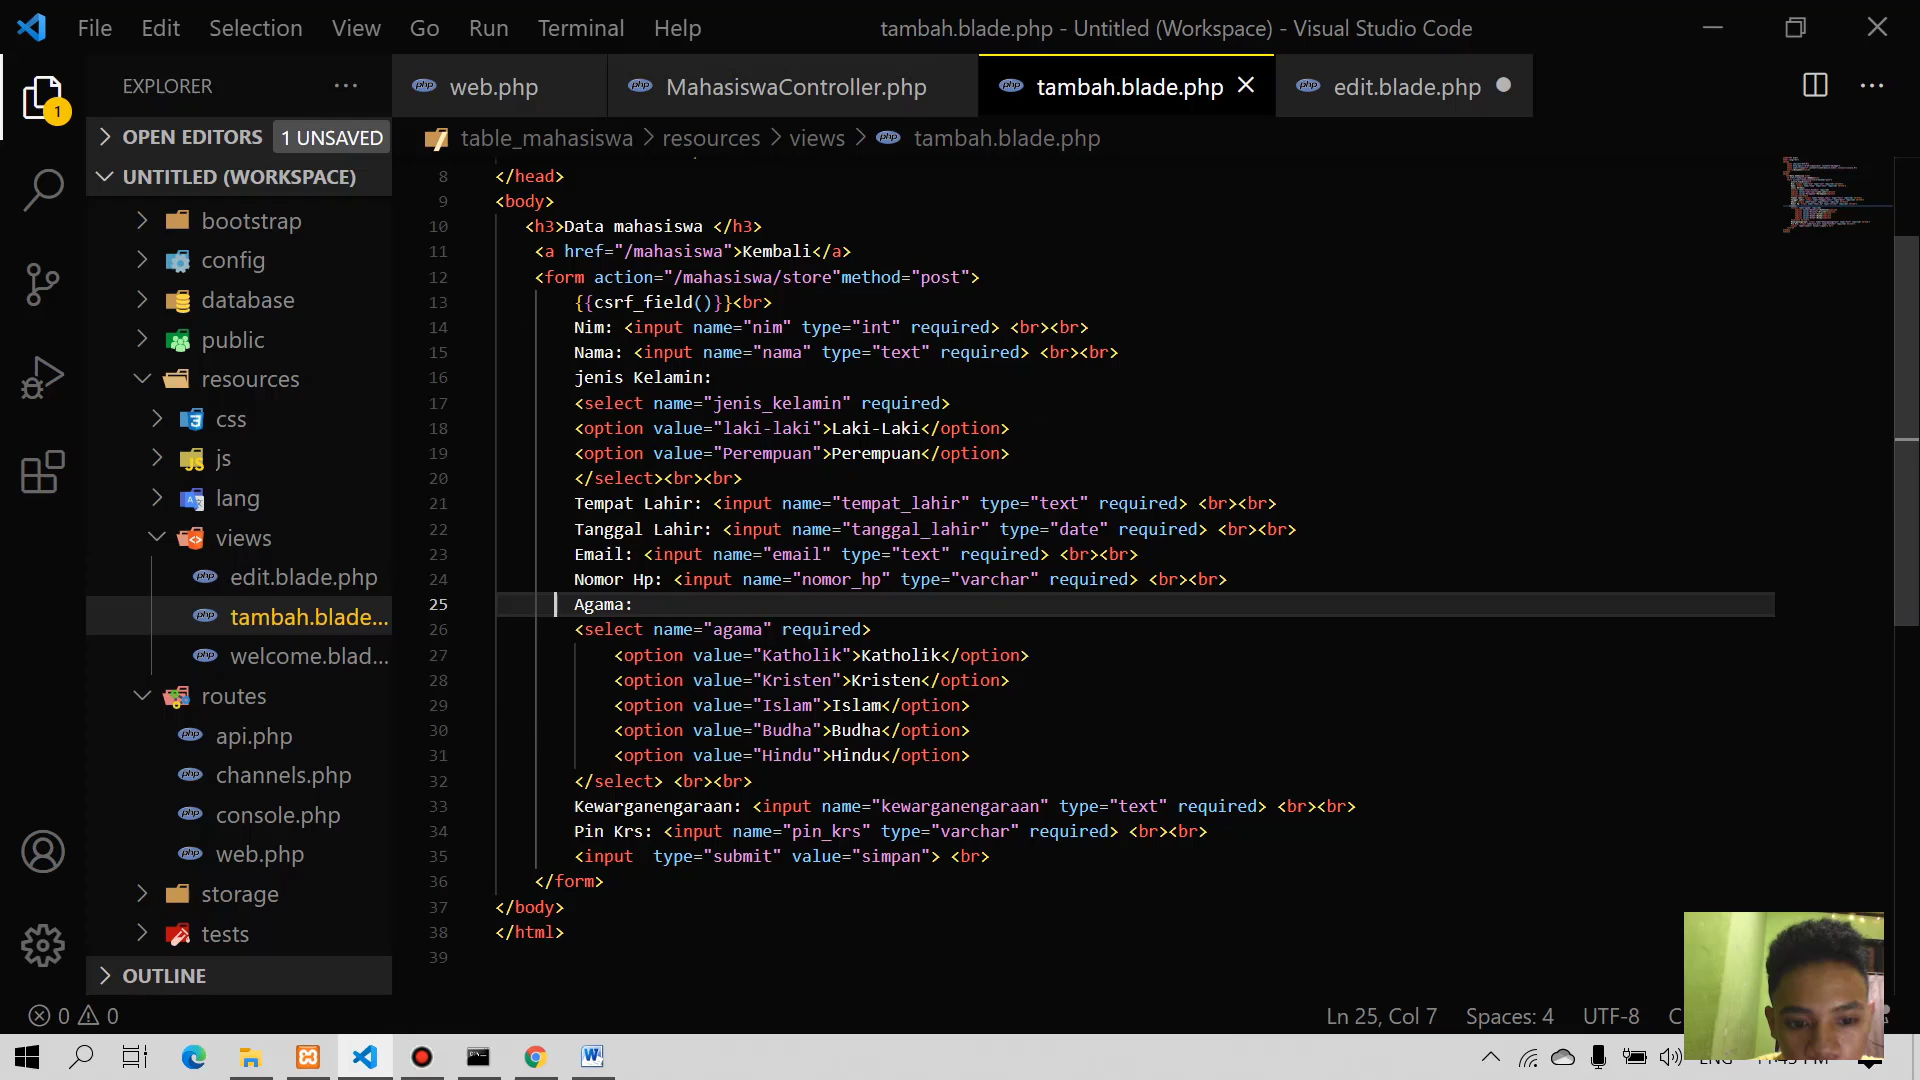 File Edit Selection View Go Run Terminal Help
tambah.blade.php - Untitled (Workspace) - Visual Studio Code
EXPLORER
web.php
MahasiswaController.php
tambah.blade.php
edit.blade.php
1
OPEN EDITORS 1 UNSAVED
UNTITLED (WORKSPACE)
bootstrap
config
database
public
resources
css
js
lang
views
edit.blade.php
tambah.blade...
welcome.blad...
routes
api.php
channels.php
console.php
web.php
storage
tests
OUTLINE
table_mahasiswa > resources > views > tambah.blade.php
8 </head>
9 <body>
10 <h3>Data mahasiswa </h3>
11 <a href="/mahasiswa">Kembali</a>
12 <form action="/mahasiswa/store"method="post">
13 {{csrf_field()}}<br>
14 Nim: <input name="nim" type="int" required> <br><br>
15 Nama: <input name="nama" type="text" required> <br><br>
16 jenis Kelamin:
17 <select name="jenis_kelamin" required>
18 <option value="laki-laki">Laki-Laki</option>
19 <option value="Perempuan">Perempuan</option>
20 </select><br><br>
21 Tempat Lahir: <input name="tempat_lahir" type="text" required> <br><br>
22 Tanggal Lahir: <input name="tanggal_lahir" type="date" required> <br><br>
23 Email: <input name="email" type="text" required> <br><br>
24 Nomor Hp: <input name="nomor_hp" type="varchar" required> <br><br>
25 Agama:
26 <select name="agama" required>
27 <option value="Katholik">Katholik</option>
28 <option value="Kristen">Kristen</option>
29 <option value="Islam">Islam</option>
30 <option value="Budha">Budha</option>
31 <option value="Hindu">Hindu</option>
32 </select> <br><br>
33 Kewarganengaraan: <input name="kewarganengaraan" type="text" required> <br><br>
34 Pin Krs: <input name="pin_krs" type="varchar" required> <br><br>
35 <input  type="submit" value="simpan"> <br>
36 </form>
37 </body>
38 </html>
39
0 0
Ln 25, Col 7 Spaces: 4 UTF-8